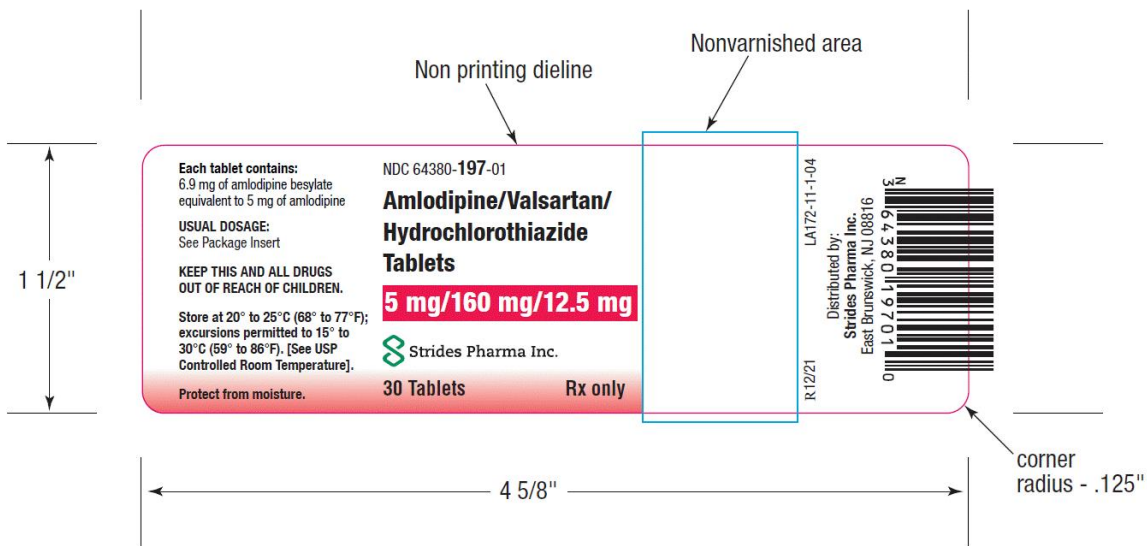 Nonvarnished area
Non printing dieline
1 1/2"
Each tablet contains:
6.9 mg of amlodipine besylate
equivalent to 5 mg of amlodipine
USUAL DOSAGE:
See Package Insert
KEEP THIS AND ALL DRUGS
OUT OF REACH OF CHILDREN.
Store at 20° to 25°C (68° to 77°F);
excursions permitted to 15° to
30°C (59° to 86°F). [See USP
Controlled Room Temperature].
Protect from moisture.
NDC 64380-197-01
Amlodipine/Valsartan/
Hydrochlorothiazide
Tablets
5 mg/160 mg/12.5 mg
Strides Pharma Inc.
30 Tablets Rx only
R12/21 LA172-11-1-04
Distributed by:
Strides Pharma Inc.
East Brunswick, NJ 08816
N
3 64380 19701 0
corner
radius - .125"
4 5/8"